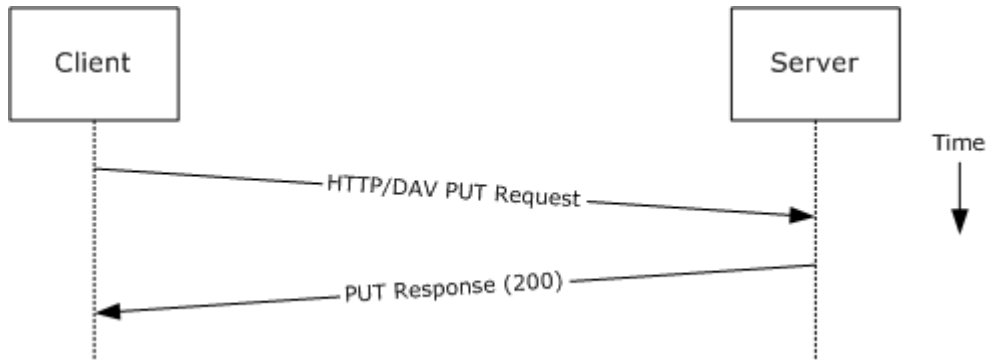 Client
Server
Time
HTTP/DAV PUT Request
PUT Response (200)